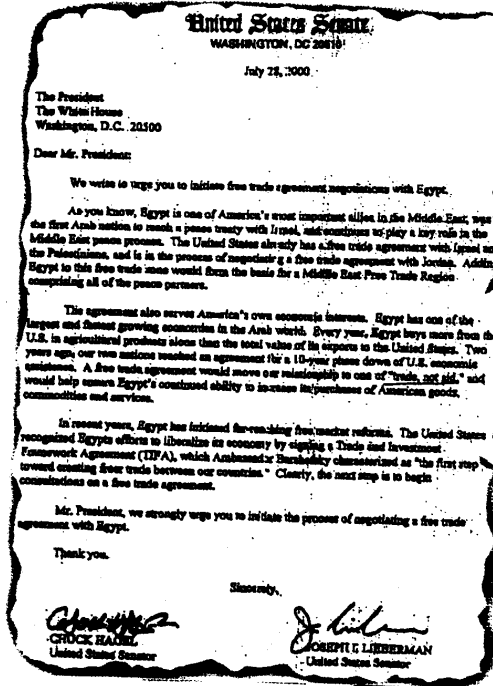 United States Senate
WASHINGTON, DC 20510
July 28, 2000
The President
The White House
Washington, D.C. 20500
Dear Mr. President:
We write to urge you to initiate free trade agreement negotiations with Egypt.
As you know, Egypt is one of America's most important allies in the Middle East, was
the first Arab nation to reach a peace treaty with Israel, and continues to play a key role in the
Middle East peace process. The United States already has a free trade agreement with Israel and
the Palestinians, and is in the process of negotiating a free trade agreement with Jordan. Adding
Egypt to this free trade zone would form the basis for a Middle East Free Trade Region
comprising all of the peace partners.
The agreement also serves America's own economic interests. Egypt has one of the
largest and fastest growing economies in the Arab world. Every year, Egypt buys more from the
U.S. in agricultural products alone than the total value of its exports to the United States. Two
years ago, our two nations reached an agreement for a 10-year phase down of U.S. economic
assistance. A free trade agreement would move our relationship to one of "trade, not aid," and
would help ensure Egypt's continued ability to increase its purchases of American goods,
commodities and services.
In recent years, Egypt has initiated far-reaching free market reforms. The United States
recognized Egypts efforts to liberalize its economy by signing a Trade and Investment
Framework Agreement (TIFA), which Ambassador Barshefsky characterized as "the first step
toward creating freer trade between our countries." Clearly, the next step is to begin
consultations on a free trade agreement.
Mr. President, we strongly urge you to initiate the process of negotiating a free trade
agreement with Egypt.
Thank you.
Sincerely,
CHUCK HAGEL
United States Senator
JOSEPH I. LIEBERMAN
United States Senator